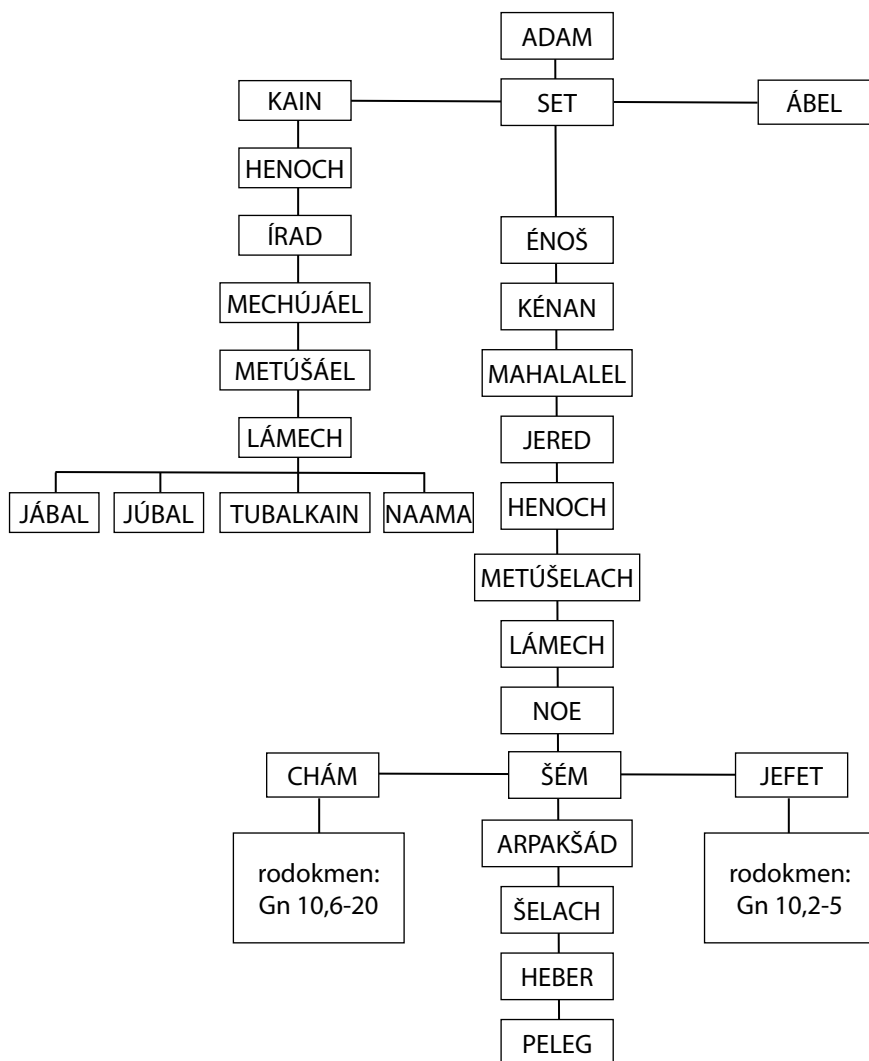 ADAM
KAIN
SET
ÁBEL
HENOCH
ÍRAD
ÉNOŠ
MECHÚJÁEL
KÉNAN
METÚŠÁEL
MAHALALEL
LÁMECH
JERED
JÁBAL
JÚBAL
TUBALKAIN
NAAMA
HENOCH
METÚŠELACH
LÁMECH
NOE
CHÁM
ŠÉM
JEFET
rodokmen:
Gn 10,6-20
ARPAKŠÁD
rodokmen:
Gn 10,2-5
ŠELACH
HEBER
PELEG